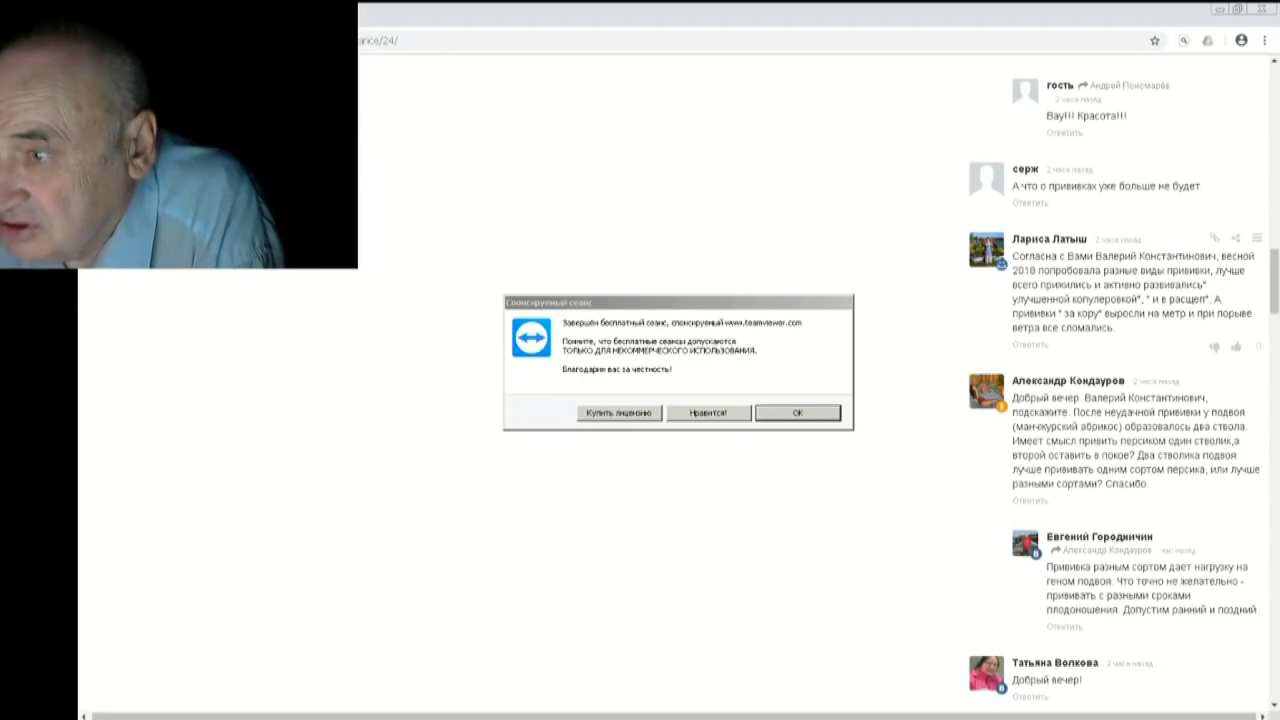 ance/24/
гость Андрей Пономарёв
2 часа назад
Вау!!! Красота!!!
Ответить
серж 2 часа назад
А что о прививках уже больше не будет
Ответить
Лариса Латыш 2 часа назад
Согласна с Вами Валерий Константинович, весной
2018 попробовала разные виды прививки, лучше
всего прижились и активно развивались"
улучшенной копулеровкой", " и в расщеп". А
прививки " за кору" выросли на метр и при порыве
ветра все сломались.
Ответить
0
Спонсируемый сеанс
Завершён бесплатный сеанс, спонсируемый www.teamviewer.com
Помните, что бесплатные сеансы допускаются
ТОЛЬКО ДЛЯ НЕКОММЕРЧЕСКОГО ИСПОЛЬЗОВАНИЯ.
Благодарим вас за честность!
Купить лицензию Нравится! ОК
Александр Кондауров 2 часа назад
Добрый вечер. Валерий Константинович,
подскажите. После неудачной прививки у подвоя
(манчжурский абрикос) образовалось два ствола.
Имеет смысл привить персиком один стволик,а
второй оставить в покое? Два стволика подвоя
лучше прививать одним сортом персика, или лучше
разными сортами? Спасибо.
Ответить
Евгений Городничин
Александр Кондауров час назад
Прививка разным сортом дает нагрузку на
геном подвоя. Что точно не желательно -
прививать с разными сроками
плодоношения. Допустим ранний и поздний.
Ответить
Татьяна Волкова 2 часа назад
Добрый вечер!
Ответить